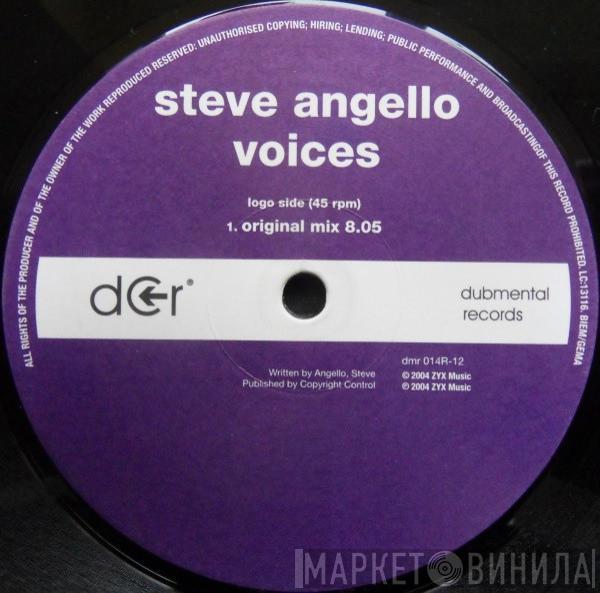 ALL RIGHTS OF THE PRODUCER AND OF THE OWNER OF THE WORK REPRODUCED RESERVED: UNAUTHORISED COPYING; HIRING; LENDING; PUBLIC PERFORMANCE AND BROADCASTINGOF THIS RECORD PROHIBITED. LC:13116. BIEM/GEMA
steve angello
voices
logo side (45 rpm)
1. original mix 8.05
dcr®
dubmental
records
dmr 014R-12
Written by Angello, Steve
Published by Copyright Control
© 2004 ZYX Music
℗ 2004 ZYX Music
МАРКЕТ ВИНИЛА